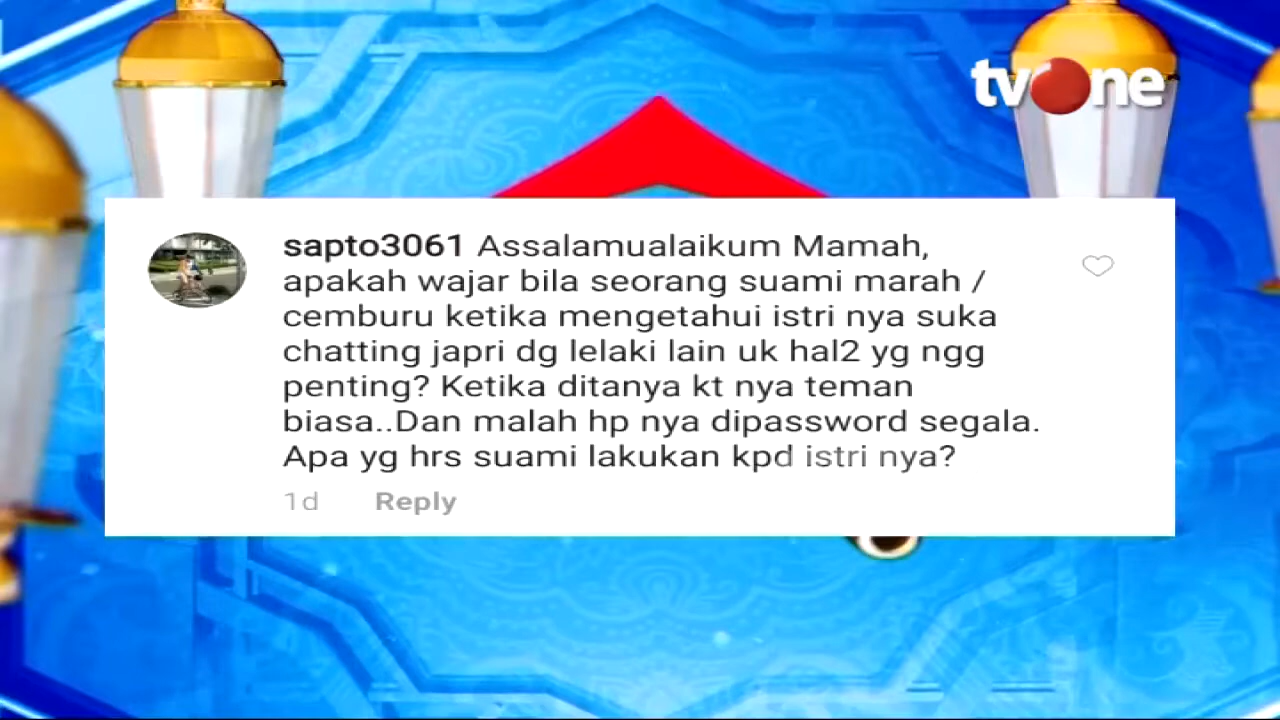 tvOne
sapto3061 Assalamualaikum Mamah,
apakah wajar bila seorang suami marah /
cemburu ketika mengetahui istri nya suka
chatting japri dg lelaki lain uk hal2 yg ngg
penting? Ketika ditanya kt nya teman
biasa..Dan malah hp nya dipassword segala.
Apa yg hrs suami lakukan kpd istri nya?
1d Reply